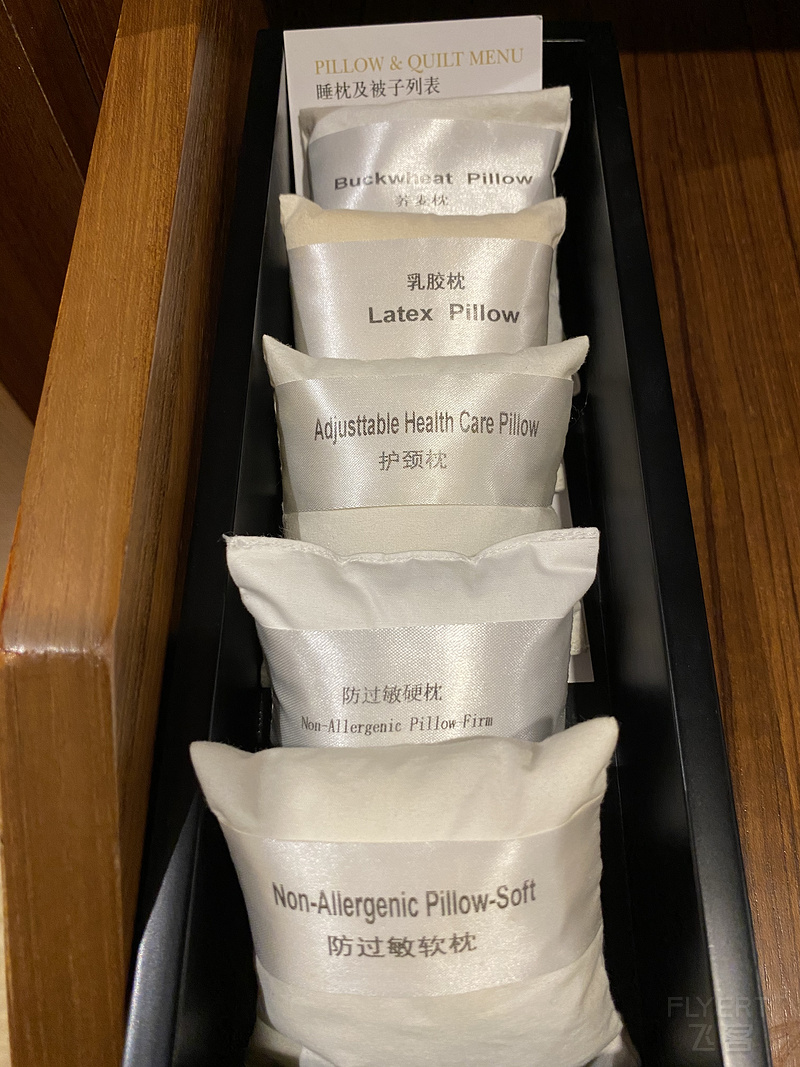 PILLOW & QUILT MENU
睡枕及被子列表
Buckwheat Pillow
荞麦枕
乳胶枕
Latex Pillow
Adjusttable Health Care Pillow
护颈枕
防过敏硬枕
Non-Allergenic Pillow-Firm
Non-Allergenic Pillow-Soft
防过敏软枕
FLYERT
飞客